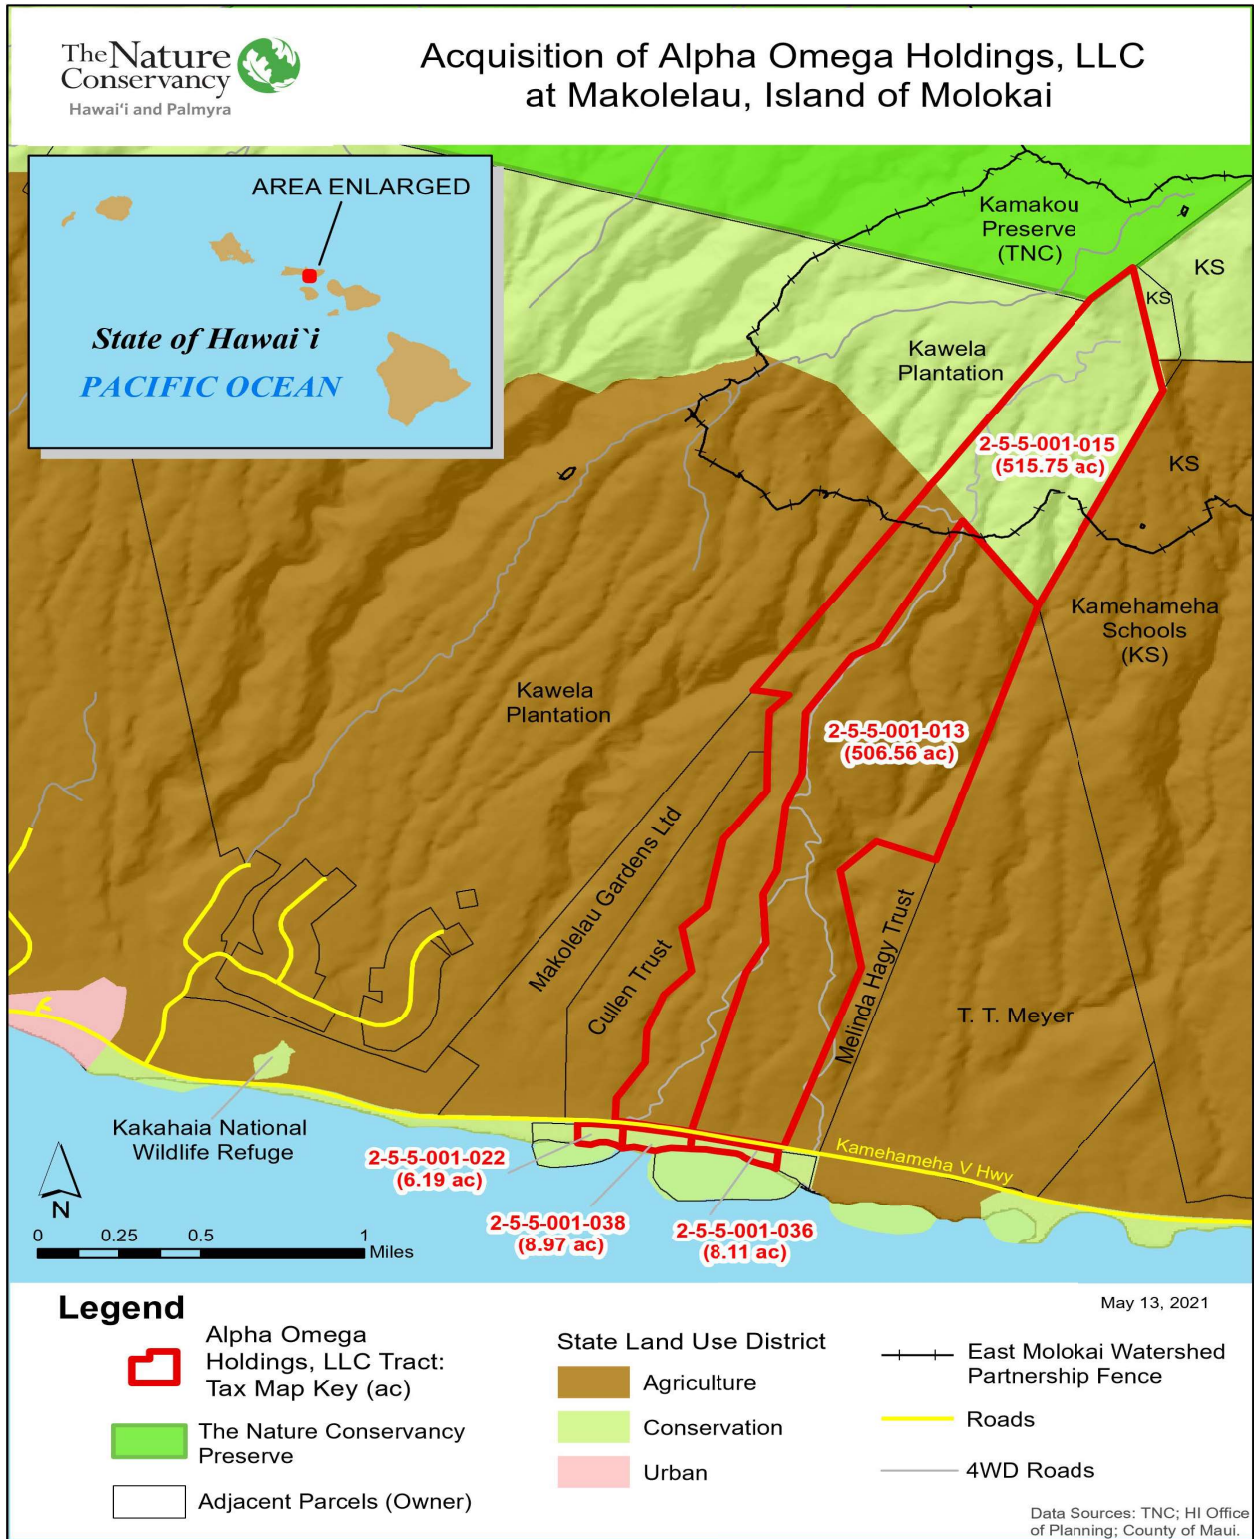 The Nature
Conservancy
Hawai‘i and Palmyra
Acquisition of Alpha Omega Holdings, LLC
at Makolelau, Island of Molokai
AREA ENLARGED
State of Hawai`i
PACIFIC OCEAN
Kamakou
Preserve
(TNC)
KS
KS
Kawela
Plantation
2-5-5-001-015
(515.75 ac)
KS
Kamehameha
Schools
(KS)
Kawela
Plantation
2-5-5-001-013
(506.56 ac)
Makolelau Gardens Ltd
Cullen Trust
Melinda Hagy Trust
T. T. Meyer
Kakahaia National
Wildlife Refuge
Kamehameha V Hwy
2-5-5-001-022
(6.19 ac)
2-5-5-001-038
(8.97 ac)
2-5-5-001-036
(8.11 ac)
N
0 0.25 0.5 1
Miles
Legend
May 13, 2021
Alpha Omega
Holdings, LLC Tract:
Tax Map Key (ac)
The Nature Conservancy
Preserve
Adjacent Parcels (Owner)
State Land Use District
Agriculture
Conservation
Urban
East Molokai Watershed
Partnership Fence
Roads
4WD Roads
Data Sources: TNC; HI Office
of Planning; County of Maui.